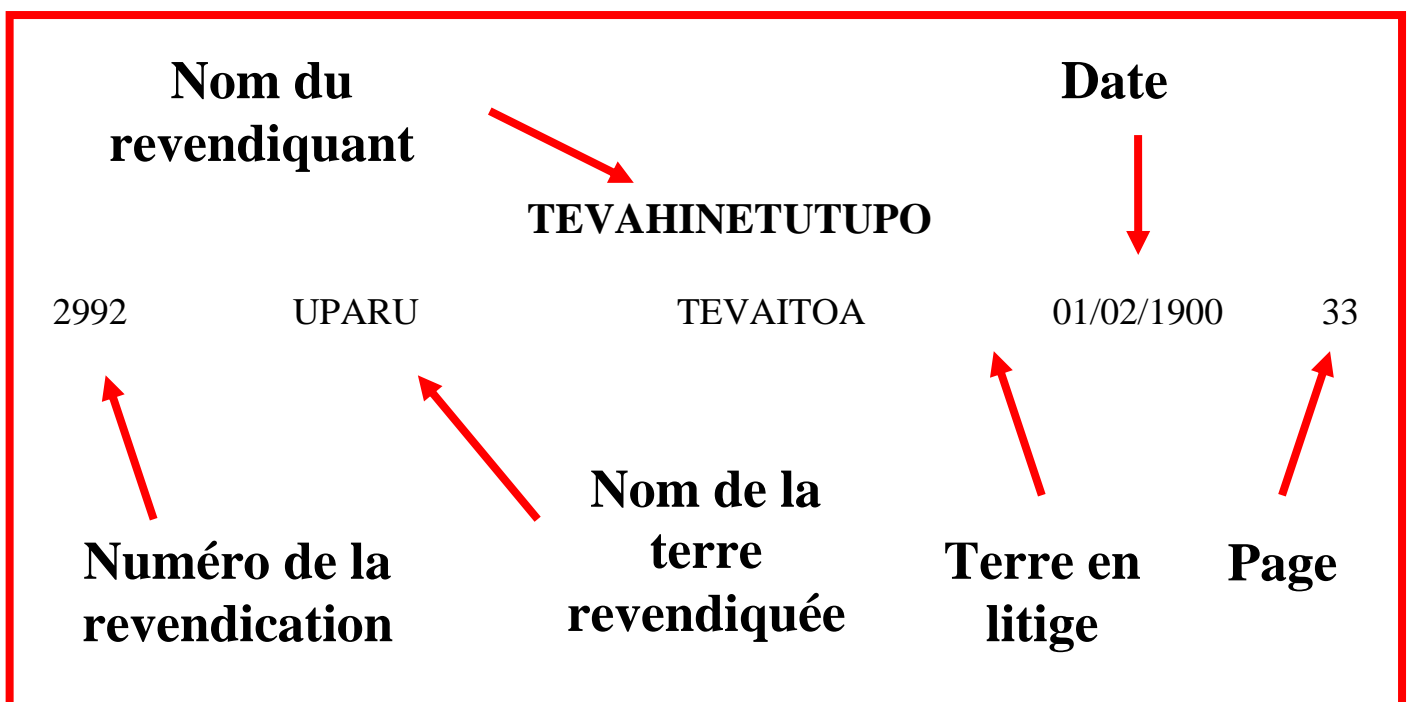 Nom du
revendiquant
Date
TEVAHINETUTUPO
2992 UPARU TEVAITOA 01/02/1900 33
Numéro de la
revendication
Nom de la
terre
revendiquée
Terre en
litige
Page